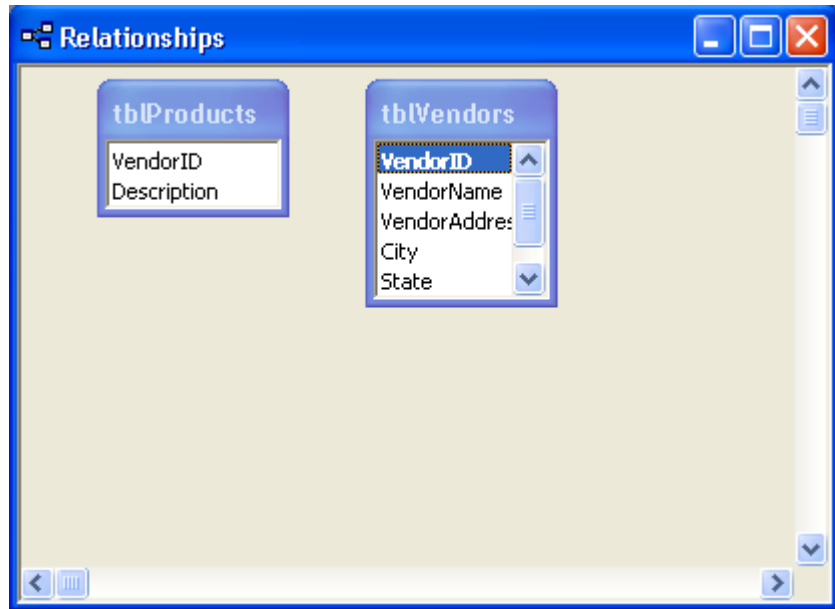 Relationships
tblProducts
VendorID
Description
tblVendors
VendorID
VendorName
VendorAddres
City
State